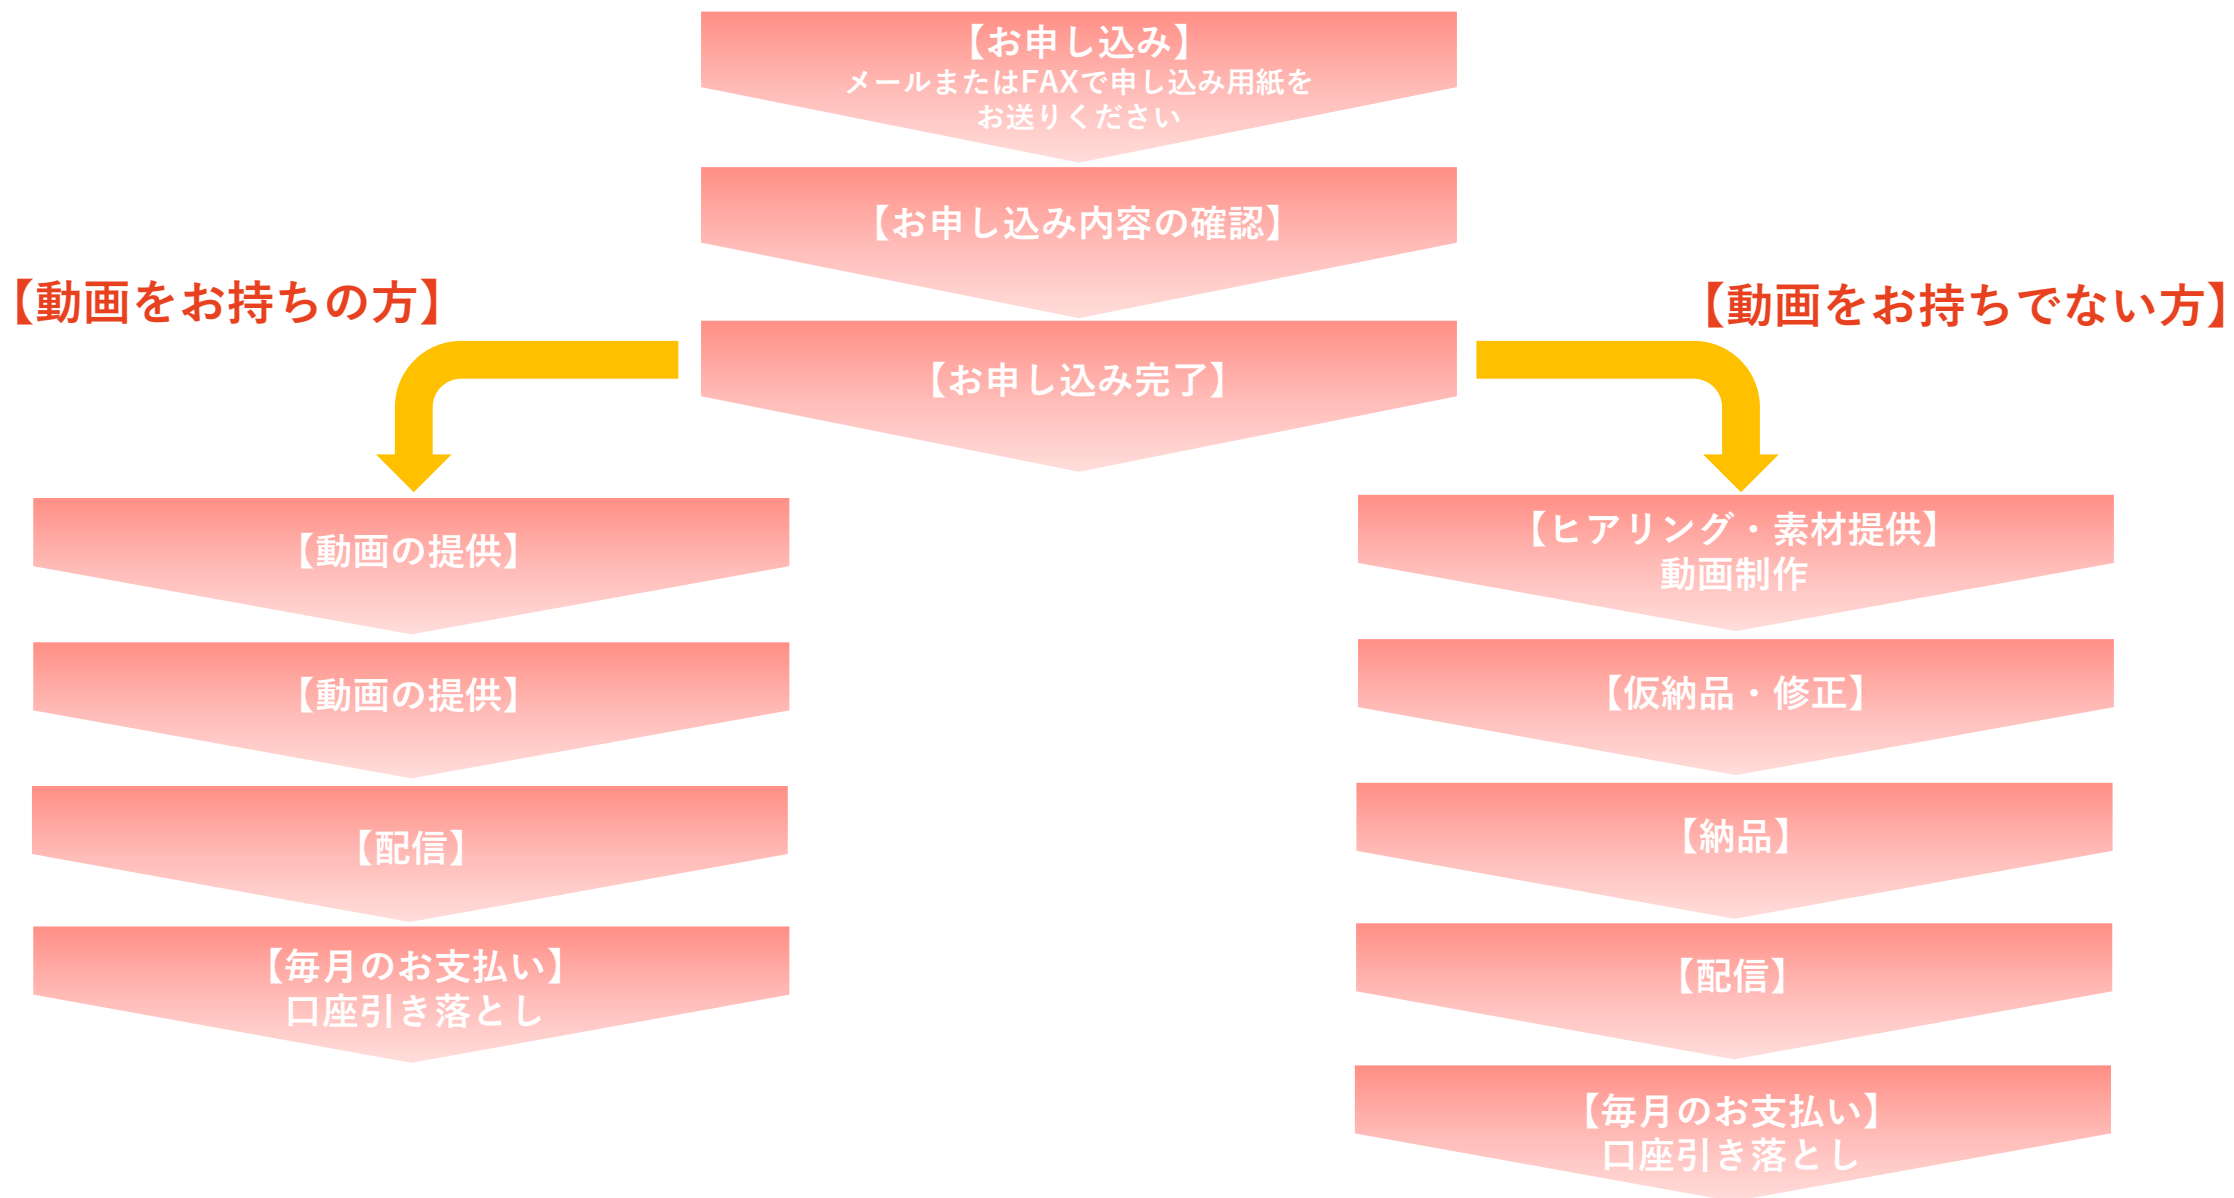 【お申し込み】
メールまたはFAXで申し込み用紙を
お送りください
【お申し込み内容の確認】
【お申し込み完了】
【動画をお持ちの方】
【動画の提供】
【動画の提供】
【配信】
【毎月のお支払い】
口座引き落とし
【動画をお持ちでない方】
【ヒアリング・素材提供】
動画制作
【仮納品・修正】
【納品】
【配信】
【毎月のお支払い】
口座引き落とし